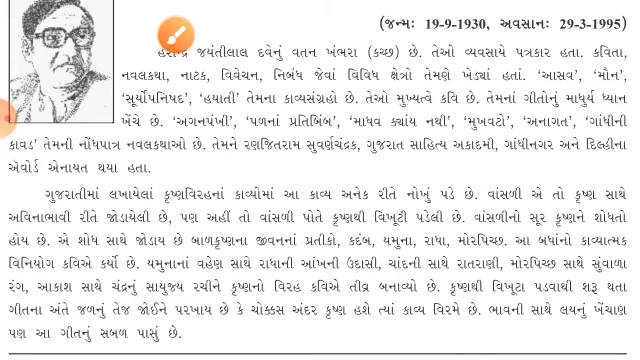 (જન્મ: 19-9-1930, અવસાન: 29-3-1995)
હરીન્દ્ર જયંતીલાલ દવેનું વતન ખંભરા (કચ્છ) છે. તેઓ વ્યવસાયે પત્રકાર હતા. કવિતા,
નવલકથા, નાટક, વિવેચન, નિબંધ જેવાં વિવિધ ક્ષેત્રો તેમણે ખેડ્યાં હતાં. ‘આસવ’, ‘મૌન’,
‘સૂર્યોપનિષદ’, ‘હયાતી’ તેમના કાવ્યસંગ્રહો છે. તેઓ મુખ્યત્વે કવિ છે. તેમનાં ગીતોનું માધુર્ય ધ્યાન
ખેંચે છે. ‘અગનપંખી’, ‘પળનાં પ્રતિબિંબ’, ‘માધવ ક્યાંય નથી’, ‘મુખવટો’, ‘અનાગત’, ‘ગાંધીની
કાવડ’ તેમની નોંધપાત્ર નવલકથાઓ છે. તેમને રણજિતરામ સુવર્ણચંદ્રક, ગુજરાત સાહિત્ય અકાદમી, ગાંધીનગર અને દિલ્હીના
ઍવોર્ડ એનાયત થયા હતા.
ગુજરાતીમાં લખાયેલાં કૃષ્ણવિરહનાં કાવ્યોમાં આ કાવ્ય અનેક રીતે નોખું પડે છે. વાંસળી એ તો કૃષ્ણ સાથે
અવિનાભાવી રીતે જોડાયેલી છે, પણ અહીં તો વાંસળી પોતે કૃષ્ણથી વિખૂટી પડેલી છે. વાંસળીનો સૂર કૃષ્ણને શોધતો
હોય છે. એ શોધ સાથે જોડાય છે બાળકૃષ્ણના જીવનનાં પ્રતીકો, કદંબ, યમુના, રાધા, મોરપિચ્છ. આ બધાંનો કાવ્યાત્મક
વિનિયોગ કવિએ કર્યો છે. યમુનાનાં વહેણ સાથે રાધાની આંખની ઉદાસી, ચાંદની સાથે રાતરાણી, મોરપિચ્છ સાથે સુંવાળા
રંગ, આકાશ સાથે ચંદ્રનું સાયુજ્ય રચીને કૃષ્ણનો વિરહ કવિએ તીવ્ર બનાવ્યો છે. કૃષ્ણથી વિખૂટા પડવાથી શરૂ થતા
ગીતના અંતે જળનું તેજ જોઈને પરખાય છે કે ચોક્કસ અંદર કૃષ્ણ હશે ત્યાં કાવ્ય વિરમે છે. ભાવની સાથે લયનું ખેંચાણ
પણ આ ગીતનું સબળ પાસું છે.